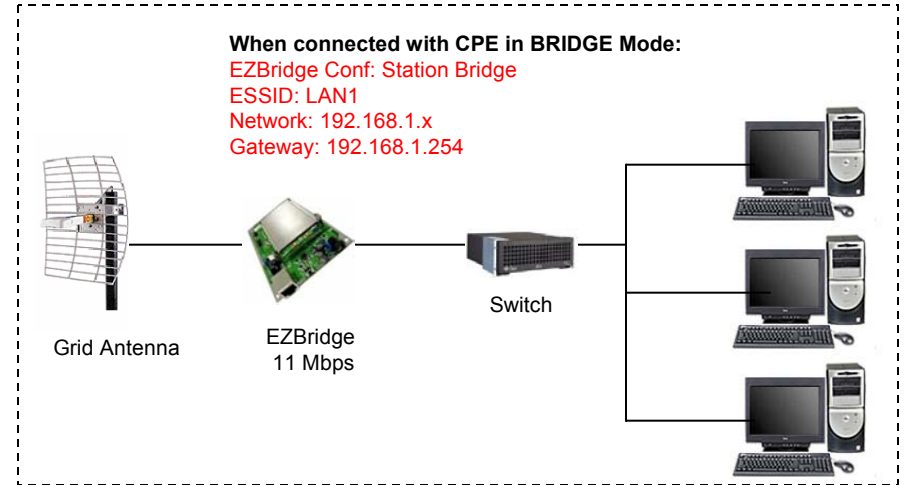 When connected with CPE in BRIDGE Mode:
EZBridge Conf: Station Bridge
ESSID: LAN1
Network: 192.168.1.x
Gateway: 192.168.1.254
Switch
EZBridge
11 Mbps
Grid Antenna